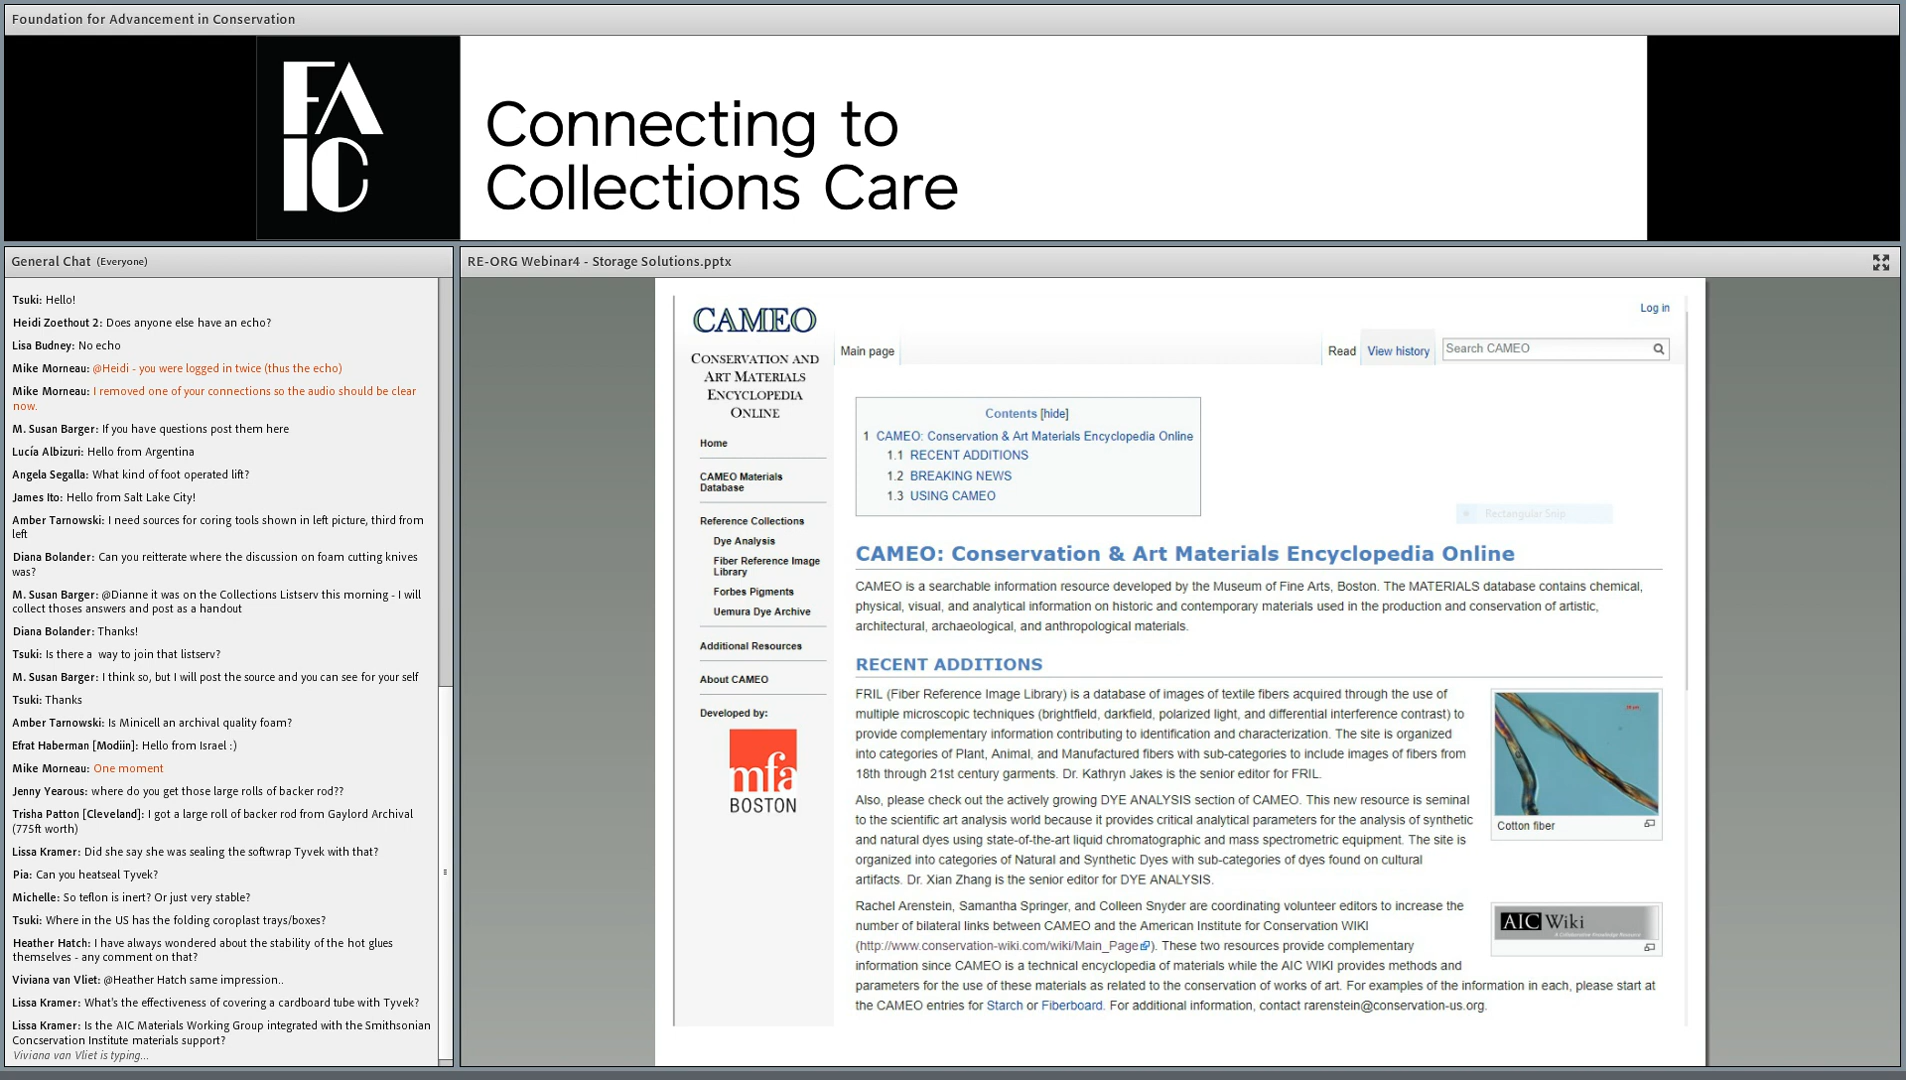 Foundation for Advancement in Conservation
FA
IC
Connecting to
Collections Care
General Chat (Everyone)
Tsuki: Hello!
Heidi Zoethout 2: Does anyone else have an echo?
Lisa Budney: No echo
Mike Morneau: @Heidi - you were logged in twice (thus the echo)
Mike Morneau: I removed one of your connections so the audio should be clear
now.
M. Susan Barger: If you have questions post them here
Lucía Albizuri: Hello from Argentina
Angela Segalla: What kind of foot operated lift?
James Ito: Hello from Salt Lake City!
Amber Tarnowski: I need sources for coring tools shown in left picture, third from
left
Diana Bolander: Can you reitterate where the discussion on foam cutting knives
was?
M. Susan Barger: @Dianne it was on the Collections Listserv this morning - I will
collect thoses answers and post as a handout
Diana Bolander: Thanks!
Tsuki: Is there a  way to join that listserv?
M. Susan Barger: I think so, but I will post the source and you can see for your self
Tsuki: Thanks
Amber Tarnowski: Is Minicell an archival quality foam?
Efrat Haberman [Modiin]: Hello from Israel :)
Mike Morneau: One moment
Jenny Yearous: where do you get those large rolls of backer rod??
Trisha Patton [Cleveland]: I got a large roll of backer rod from Gaylord Archival
(775ft worth)
Lissa Kramer: Did she say she was sealing the softwrap Tyvek with that?
Pia: Can you heatseal Tyvek?
Michelle: So teflon is inert? Or just very stable?
Tsuki: Where in the US has the folding coroplast trays/boxes?
Heather Hatch: I have always wondered about the stability of the hot glues
themselves - any comment on that?
Viviana van Vliet: @Heather Hatch same impression..
Lissa Kramer: What's the effectiveness of covering a cardboard tube with Tyvek?
Lissa Kramer: Is the AIC Materials Working Group integrated with the Smithsonian
Concservation Institute materials support?
Viviana van Vliet is typing...
RE-ORG Webinar4 - Storage Solutions.pptx
CAMEO
CONSERVATION AND
ART MATERIALS
ENCYCLOPEDIA
ONLINE
Home
CAMEO Materials
Database
Reference Collections
Dye Analysis
Fiber Reference Image
Library
Forbes Pigments
Uemura Dye Archive
Additional Resources
About CAMEO
Developed by:
mfa
BOSTON
Log in
Main page
Read
View history
Search CAMEO
Contents [hide]
1 CAMEO: Conservation & Art Materials Encyclopedia Online
1.1 RECENT ADDITIONS
1.2 BREAKING NEWS
1.3 USING CAMEO
Rectangular Snip
CAMEO: Conservation & Art Materials Encyclopedia Online
CAMEO is a searchable information resource developed by the Museum of Fine Arts, Boston. The MATERIALS database contains chemical,
physical, visual, and analytical information on historic and contemporary materials used in the production and conservation of artistic,
architectural, archaeological, and anthropological materials.
RECENT ADDITIONS
FRIL (Fiber Reference Image Library) is a database of images of textile fibers acquired through the use of
multiple microscopic techniques (brightfield, darkfield, polarized light, and differential interference contrast) to
provide complementary information contributing to identification and characterization. The site is organized
into categories of Plant, Animal, and Manufactured fibers with sub-categories to include images of fibers from
18th through 21st century garments. Dr. Kathryn Jakes is the senior editor for FRIL.
Cotton fiber
Also, please check out the actively growing DYE ANALYSIS section of CAMEO. This new resource is seminal
to the scientific art analysis world because it provides critical analytical parameters for the analysis of synthetic
and natural dyes using state-of-the-art liquid chromatographic and mass spectrometric equipment. The site is
organized into categories of Natural and Synthetic Dyes with sub-categories of dyes found on cultural
artifacts. Dr. Xian Zhang is the senior editor for DYE ANALYSIS.
Rachel Arenstein, Samantha Springer, and Colleen Snyder are coordinating volunteer editors to increase the
number of bilateral links between CAMEO and the American Institute for Conservation WIKI
(http://www.conservation-wiki.com/wiki/Main_Page). These two resources provide complementary
information since CAMEO is a technical encyclopedia of materials while the AIC WIKI provides methods and
parameters for the use of these materials as related to the conservation of works of art. For examples of the information in each, please start at
the CAMEO entries for Starch or Fiberboard. For additional information, contact rarenstein@conservation-us.org.
AIC Wiki
A Collaborative Knowledge Resource